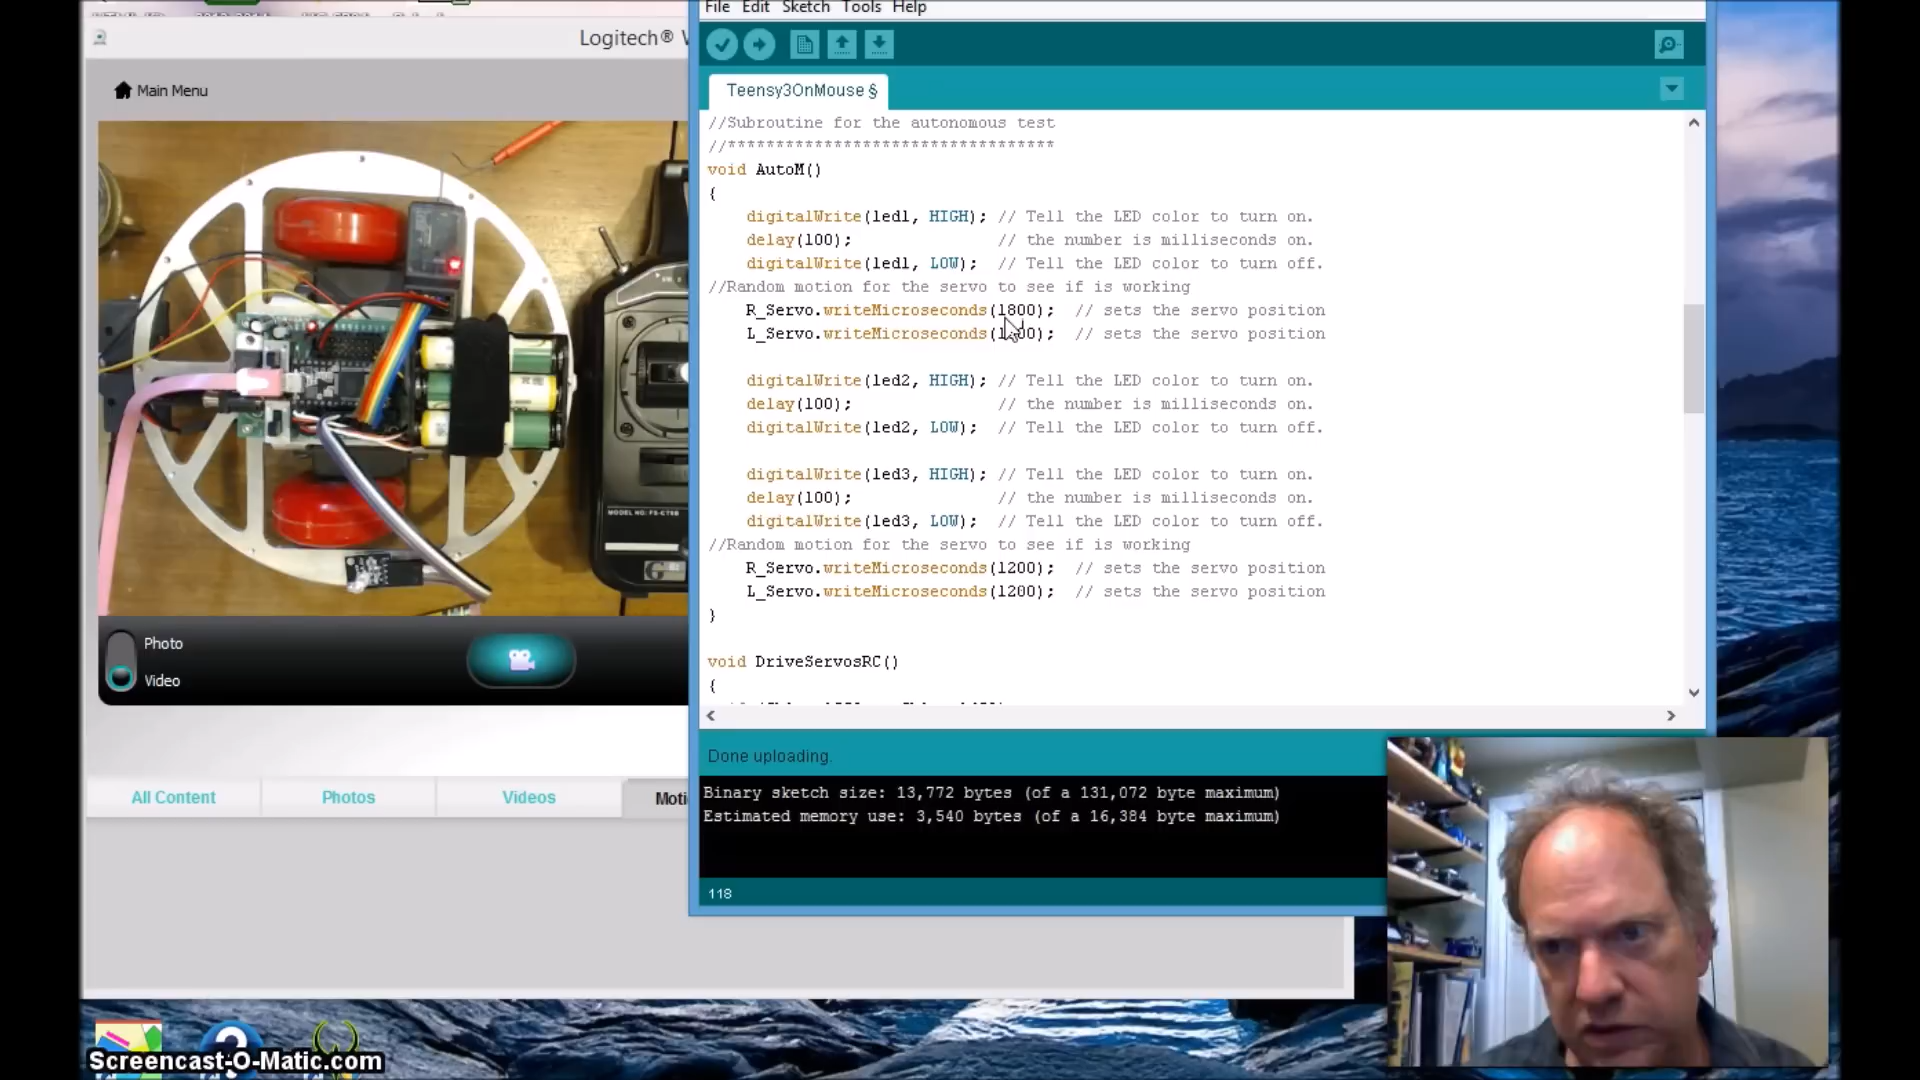 File Edit Sketch Tools Help
Logitech®
Main Menu
Teensy3OnMouse §
//Subroutine for the autonomous test
//**********************************
void AutoM()
{
digitalWrite(led1, HIGH); // Tell the LED color to turn on.
delay(100); // the number is milliseconds on.
digitalWrite(led1, LOW); // Tell the LED color to turn off.
//Random motion for the servo to see if is working
R_Servo.writeMicroseconds(1800); // sets the servo position
L_Servo.writeMicroseconds( // sets the servo position
digitalWrite(led2, HIGH); // Tell the LED color to turn on.
delay(100); // the number is milliseconds on.
digitalWrite(led2, LOW); // Tell the LED color to turn off.
digitalWrite(led3, HIGH); // Tell the LED color to turn on.
delay(100); // the number is milliseconds on.
digitalWrite(led3, LOW); // Tell the LED color to turn off.
//Random motion for the servo to see if is working
R_Servo.writeMicroseconds(1200); // sets the servo position
L_Servo.writeMicroseconds(1200); // sets the servo position
}
void DriveServosRC()
{
MODEL NO: FS-CT6B
6
Photo
Video
All Content
Photos
Videos
Moti
Done uploading.
Binary sketch size: 13,772 bytes (of a 131,072 byte maximum)
Estimated memory use: 3,540 bytes (of a 16,384 byte maximum)
118
Screencast-O-Matic.com